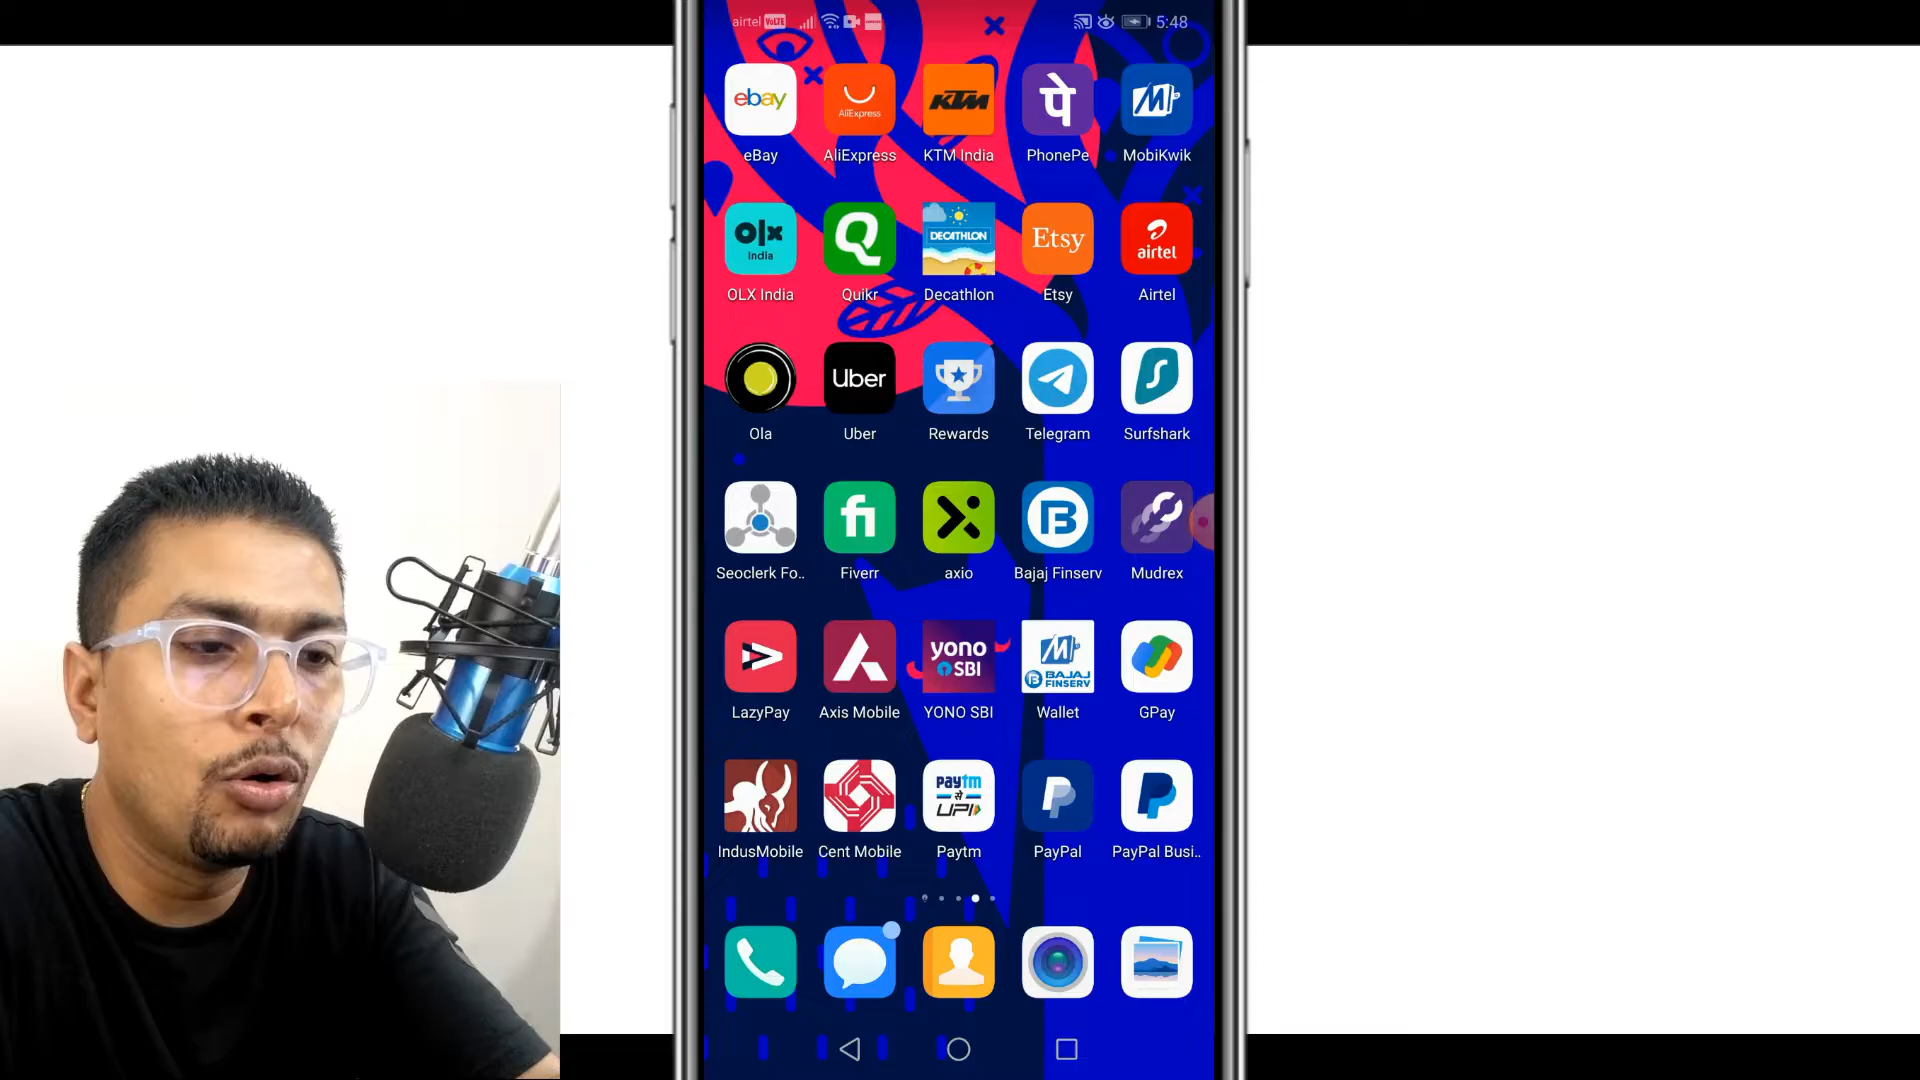 airtel VoLTE 5:48
ebay AliExpress KTM पे M
eBay AliExpress KTM India PhonePe MobiKwik
olx India Q DECATHLON Etsy airtel
OLX India Quikr Decathlon Etsy Airtel
Uber
Ola Uber Rewards Telegram Surfshark
fi B
Seoclerk Fo.. Fiverr axio Bajaj Finserv Mudrex
yono SBI M BAJAJ FINSERV
LazyPay Axis Mobile YONO SBI Wallet GPay
paytm से UPI P P
IndusMobile Cent Mobile Paytm PayPal PayPal Busi..